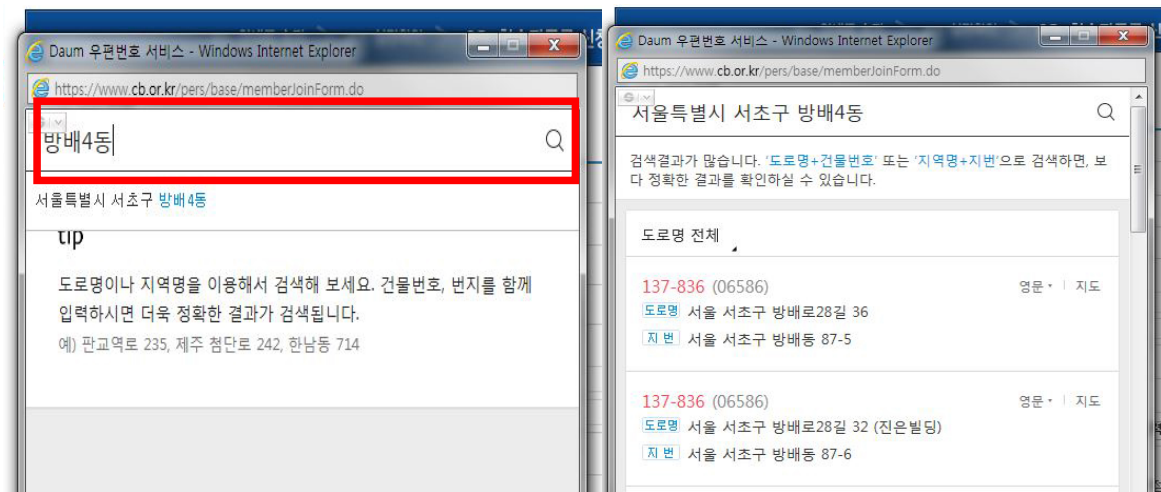 Daum 우편번호 서비스 - Windows Internet Explorer
https://www.cb.or.kr/pers/base/memberJoinForm.do
방배4동
서울특별시 서초구 방배4동
tip
도로명이나 지역명을 이용해서 검색해 보세요. 건물번호, 번지를 함께
입력하시면 더욱 정확한 결과가 검색됩니다.
예) 판교역로 235, 제주 첨단로 242, 한남동 714
Daum 우편번호 서비스 - Windows Internet Explorer
https://www.cb.or.kr/pers/base/memberJoinForm.do
서울특별시 서초구 방배4동
검색결과가 많습니다. '도로명+건물번호' 또는 '지역명+지번'으로 검색하면, 보
다 정확한 결과를 확인하실 수 있습니다.
도로명 전체
137-836 (06586) 영문 지도
도로명 서울 서초구 방배로28길 36
지번 서울 서초구 방배동 87-5
137-836 (06586) 영문 지도
도로명 서울 서초구 방배로28길 32 (진은빌딩)
지번 서울 서초구 방배동 87-6